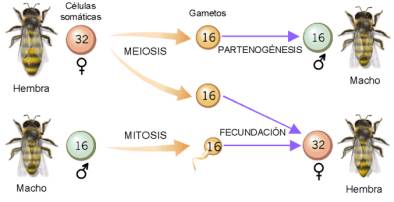 Células
somáticas
Gametos
32
♀
MEIOSIS
16
PARTENOGÉNESIS
16
♂
Hembra
Macho
16
16
♂
MITOSIS
16
FECUNDACIÓN
32
♀
Macho
Hembra